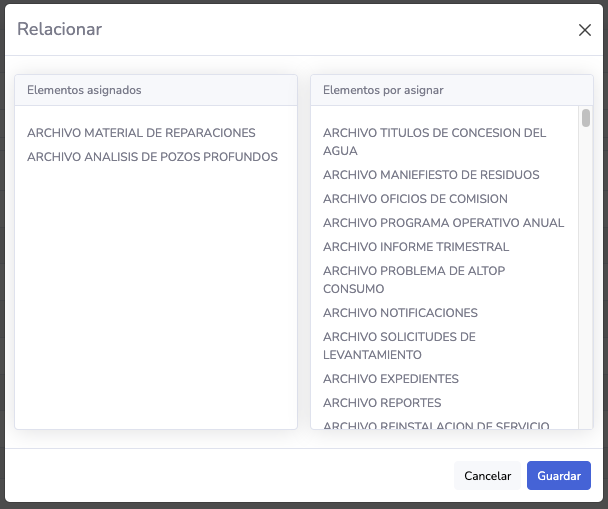 Relacionar
Elementos asignados
ARCHIVO MATERIAL DE REPARACIONES
ARCHIVO ANALISIS DE POZOS PROFUNDOS
Elementos por asignar
ARCHIVO TITULOS DE CONCESION DEL
AGUA
ARCHIVO MANIEFIESTO DE RESIDUOS
ARCHIVO OFICIOS DE COMISION
ARCHIVO PROGRAMA OPERATIVO ANUAL
ARCHIVO INFORME TRIMESTRAL
ARCHIVO PROBLEMA DE ALTOP
CONSUMO
ARCHIVO NOTIFICACIONES
ARCHIVO SOLICITUDES DE
LEVANTAMIENTO
ARCHIVO EXPEDIENTES
ARCHIVO REPORTES
ARCHIVO REINSTALACION DE SERVICIO
Cancelar
Guardar